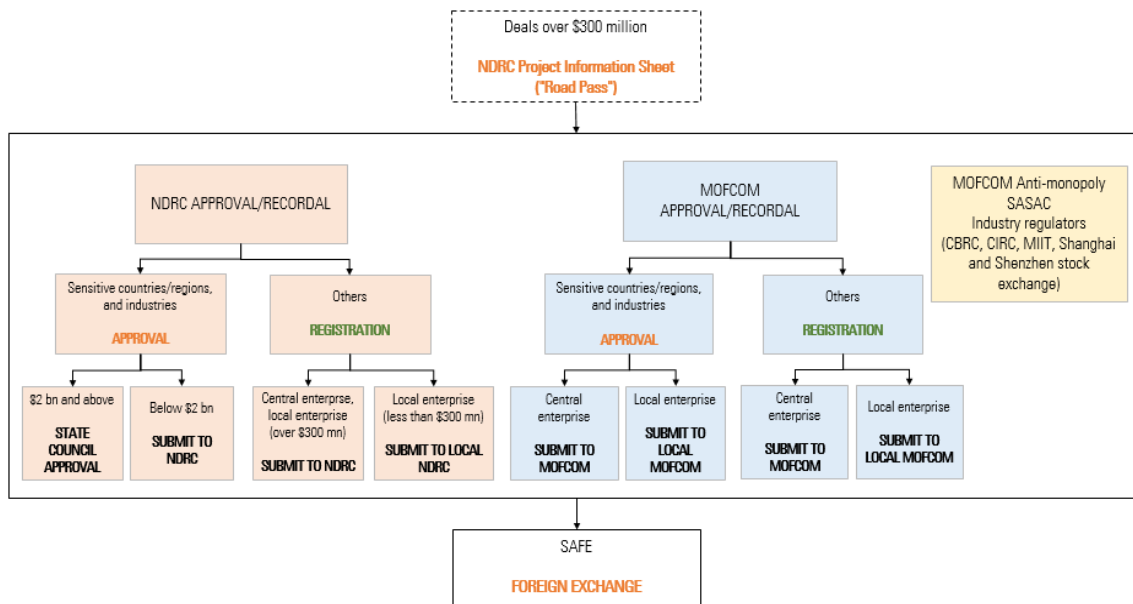 Deals over $300 million
NDRC Project Information Sheet
("Road Pass")
NDRC APPROVAL/RECORDAL
MOFCOM
APPROVAL/RECORDAL
MOFCOM Anti-monopoly
SASAC
Industry regulators
(CBRC, CIRC, MIIT, Shanghai
and Shenzhen stock
exchange)
Sensitive countries/regions,
and industries
APPROVAL
Others
REGISTRATION
Sensitive countries/regions,
and industries
APPROVAL
Others
REGISTRATION
$2 bn and above
STATE
COUNCIL
APPROVAL
Below $2 bn
SUBMIT TO
NDRC
Central enterprse,
local enterprise
(over $300 mn)
SUBMIT TO NDRC
Local enterprise
(less than $300 mn)
SUBMIT TO LOCAL
NDRC
Central
enterprise
SUBMIT TO
MOFCOM
Local enterprise
SUBMIT TO
LOCAL
MOFCOM
Central
enterprise
SUBMIT TO
MOFCOM
Local enterprise
SUBMIT TO
LOCAL MOFCOM
SAFE
FOREIGN EXCHANGE